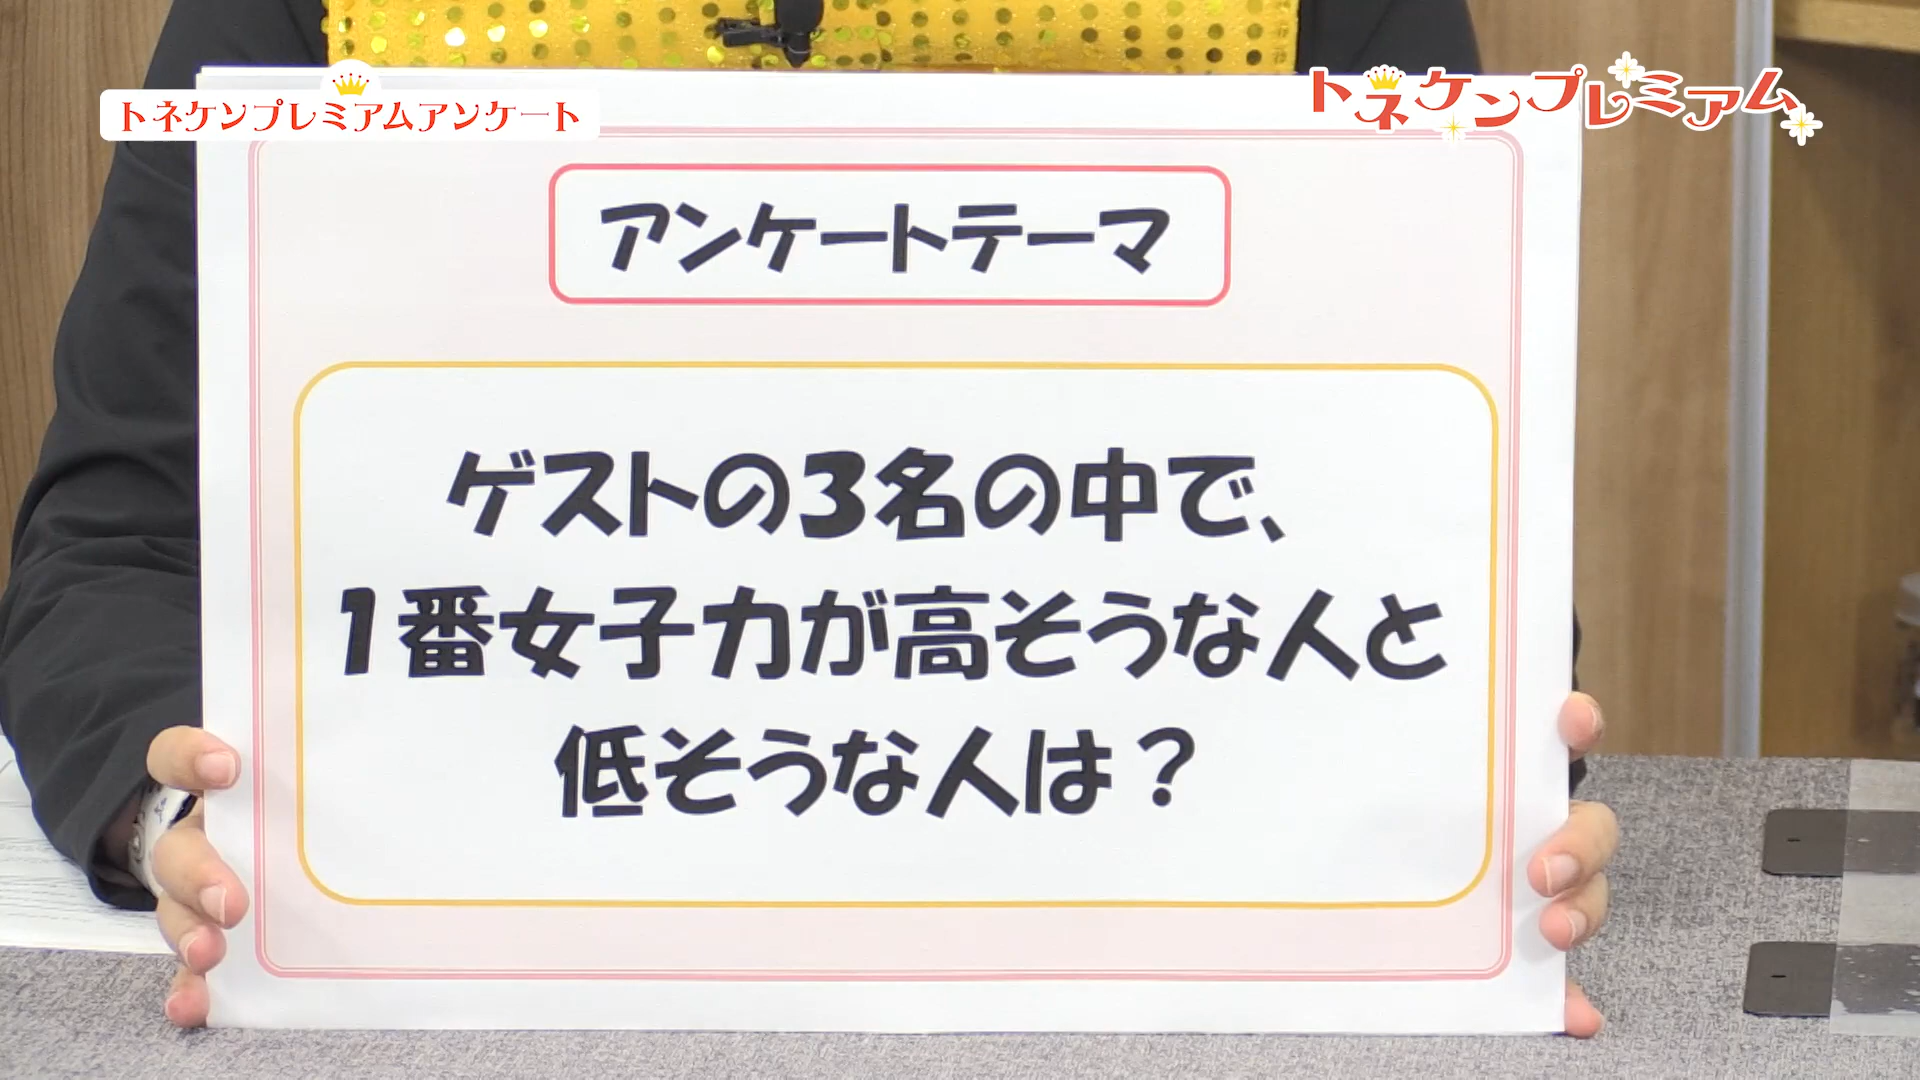 トネケンプレミアムアンケート
トネケンプレミアム
アンケートテーマ
ゲストの3名の中で、
1番女子力が高そうな人と
低そうな人は？